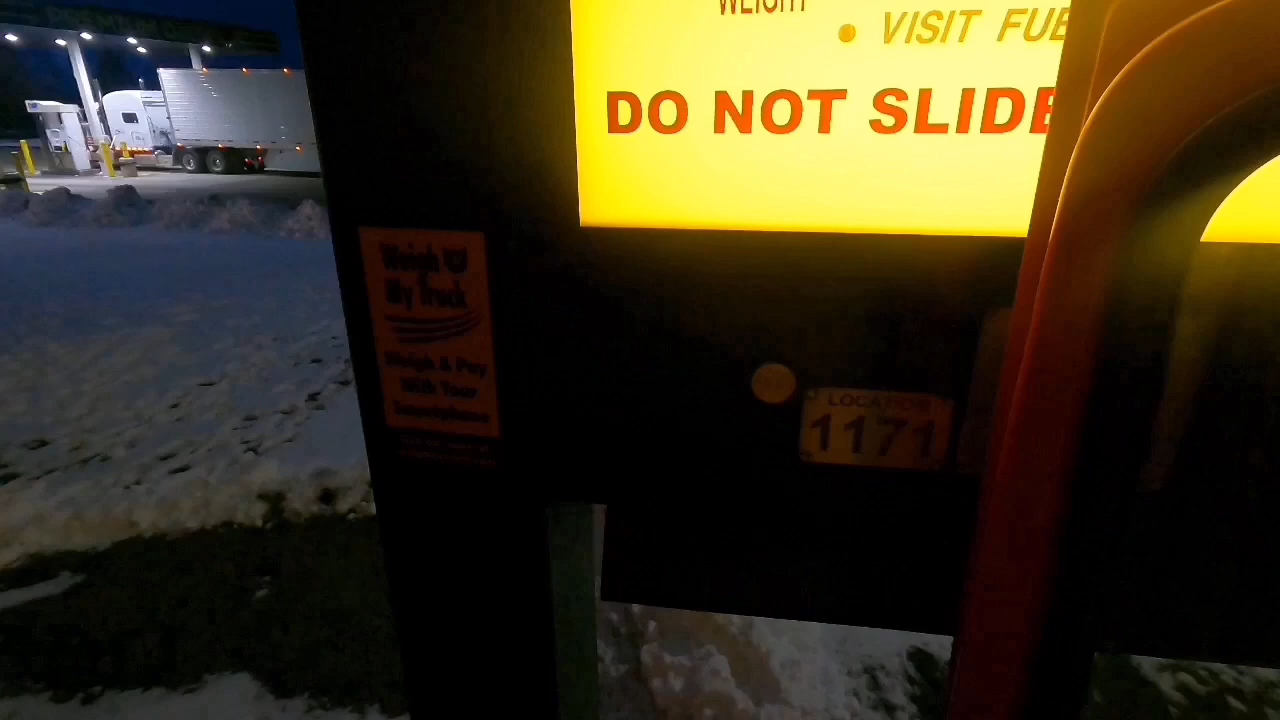 WEIGHT
• VISIT FUE
DO NOT SLIDE
Weigh
My Truck
Weigh & Pay
With Your
Smartphone
LOCATION
1171